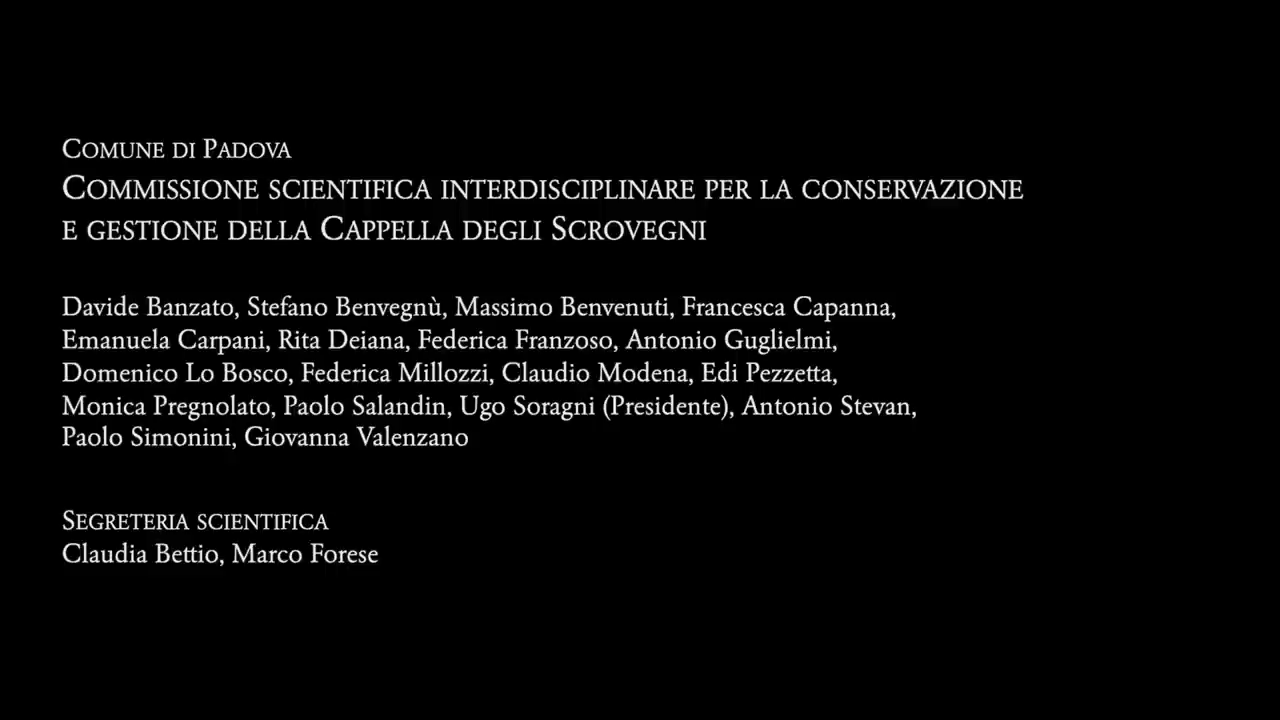 Comune di Padova
Commissione scientifica interdisciplinare per la conservazione
e gestione della Cappella degli Scrovegni
Davide Banzato, Stefano Benvegnù, Massimo Benvenuti, Francesca Capanna,
Emanuela Carpani, Rita Deiana, Federica Franzoso, Antonio Guglielmi,
Domenico Lo Bosco, Federica Millozzi, Claudio Modena, Edi Pezzetta,
Monica Pregnolato, Paolo Salandin, Ugo Soragni (Presidente), Antonio Stevan,
Paolo Simonini, Giovanna Valenzano
Segreteria scientifica
Claudia Bettio, Marco Forese